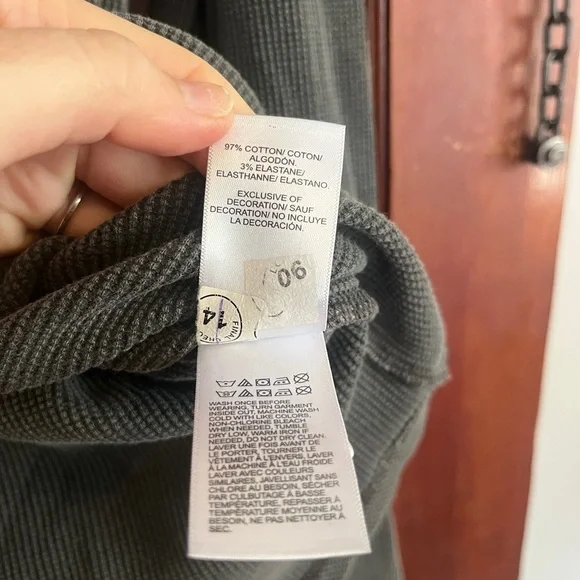 97% COTTON/ COTON/
ALGODÓN.
3% ELASTANE/
ELASTHANNE/ ELASTANO.
EXCLUSIVE OF
DECORATION/ SAUF
DECORATION/ NO INCLUYE
LA DECORACIÓN.
06
14
FINAL
WASH ONCE BEFORE
WEARING, TURN GARMENT
INSIDE OUT, MACHINE WASH
COLD WITH LIKE COLORS,
NON-CHLORINE BLEACH
WHEN NEEDED, TUMBLE
DRY LOW, WARM IRON IF
NEEDED, DO NOT DRY CLEAN.
LAVER UNE FOIS AVANT DE
LE PORTER, TOURNER LE
VÊTEMENT À L'ENVERS, LAVER
À LA MACHINE À L'EAU FROIDE
LAVER AVEC COULEURS
SIMILAIRES, JAVELLISANT SANS
CHLORE AU BESOIN, SÉCHER
PAR CULBUTAGE À BASSE
TEMPÉRATURE, REPASSER À
TEMPÉRATURE MOYENNE AU
BESOIN, NE PAS NETTOYER À
SEC.